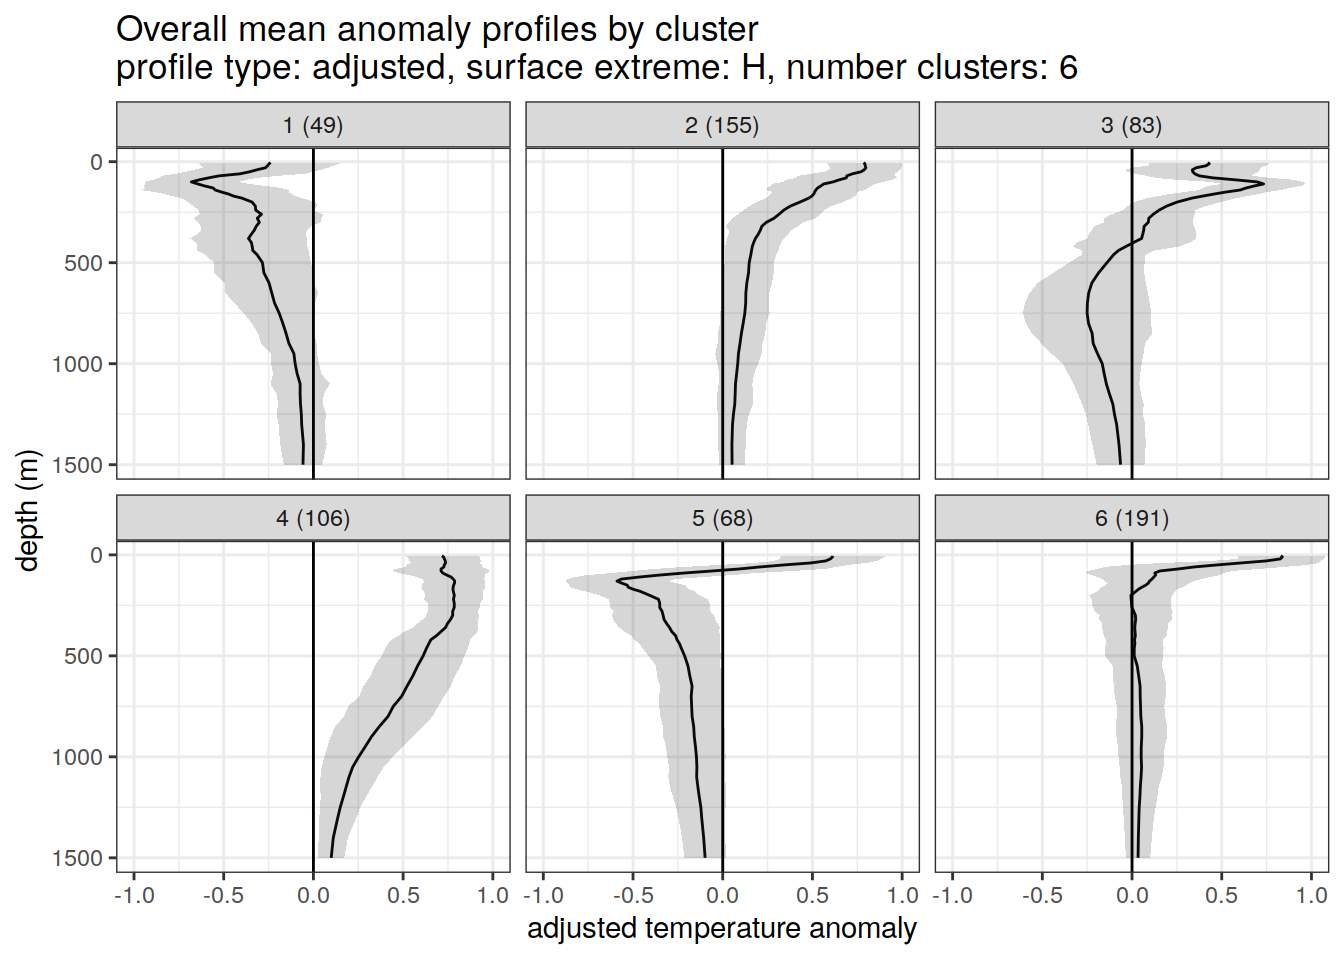 Overall mean anomaly profiles by cluster
profile type: adjusted, surface extreme: H, number clusters: 6
1 (49)
2 (155)
3 (83)
0
500
1000
1500
4 (106)
5 (68)
6 (191)
0
500
1000
1500
depth (m)
-1.0 -0.5 0.0 0.5 1.0
-1.0 -0.5 0.0 0.5 1.0
-1.0 -0.5 0.0 0.5 1.0
adjusted temperature anomaly